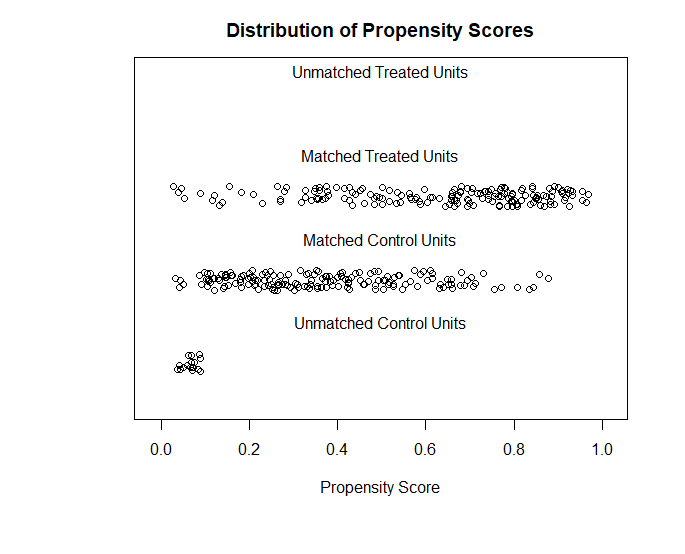 Distribution of Propensity Scores
Unmatched Treated Units
Matched Treated Units
Matched Control Units
Unmatched Control Units
0.0 0.2 0.4 0.6 0.8 1.0
Propensity Score